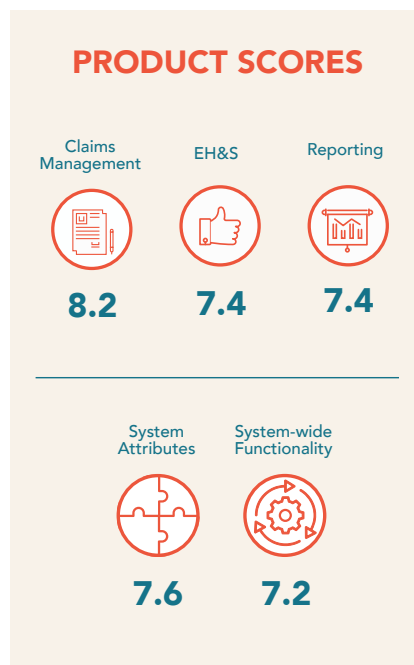 PRODUCT SCORES
Claims
Management
EH&S
Reporting
8.2
7.4
7.4
System
Attributes
System-wide
Functionality
7.6
7.2